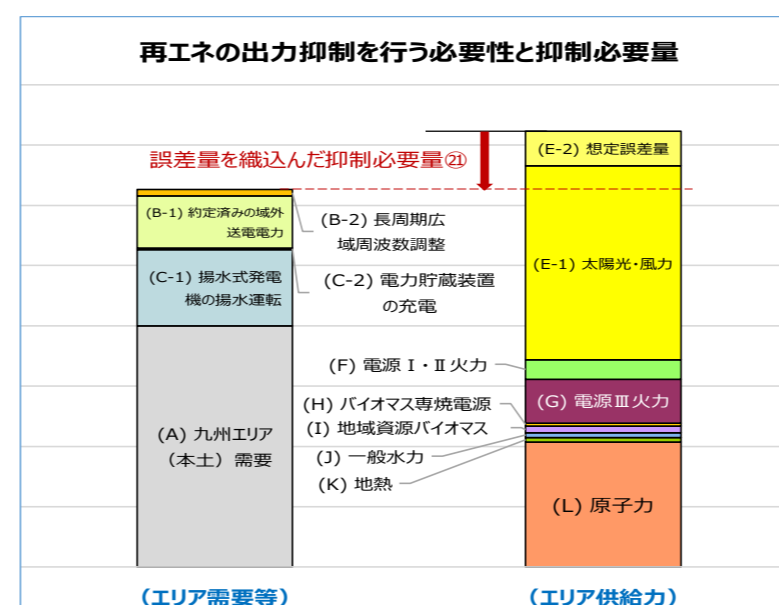 再エネの出力抑制を行う必要性と抑制必要量
誤差量を織込んだ抑制必要量㉑
(B-1) 約定済みの域外
送電電力
(B-2) 長周期広
域周波数調整
(C-1) 揚水式発電
機の揚水運転
(C-2) 電力貯蔵装置
の充電
(A) 九州エリア
（本土）需要
(E-2) 想定誤差量
(E-1) 太陽光・風力
(F) 電源Ⅰ・Ⅱ火力
(G) 電源Ⅲ火力
(H) バイオマス専焼電源
(I) 地域資源バイオマス
(J) 一般水力
(K) 地熱
(L) 原子力
（エリア需要等）
（エリア供給力）